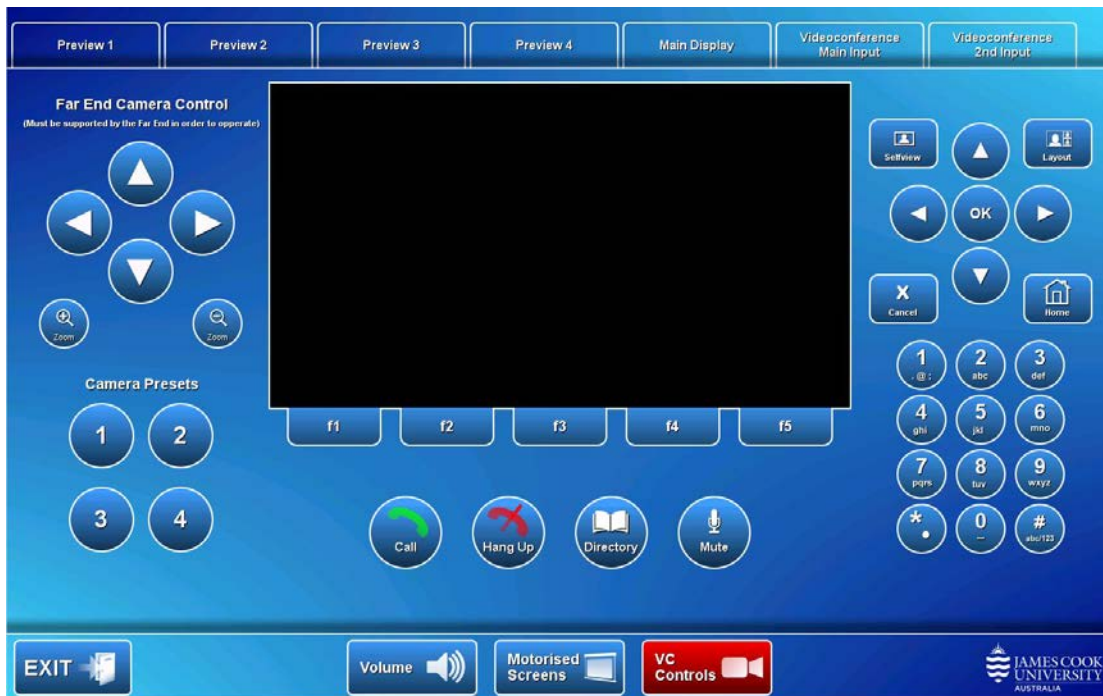 Preview 1
Preview 2
Preview 3
Preview 4
Main Display
Videoconference
Main Input
Videoconference
2nd Input
Far End Camera Control
(Must be supported by the Far End in order to opperate)
Zoom
Zoom
Camera Presets
1
2
3
4
f1
f2
f3
f4
f5
Call
Hang Up
Directory
Mute
Selfview
Layout
OK
X
Cancel
Home
1
. @ :
2
abc
3
def
4
ghi
5
jkl
6
mno
7
pqrs
8
tuv
9
wxyz
*
.
0
_
#
abc/123
EXIT
Volume
Motorised
Screens
VC
Controls
JAMES COOK
UNIVERSITY
AUSTRALIA